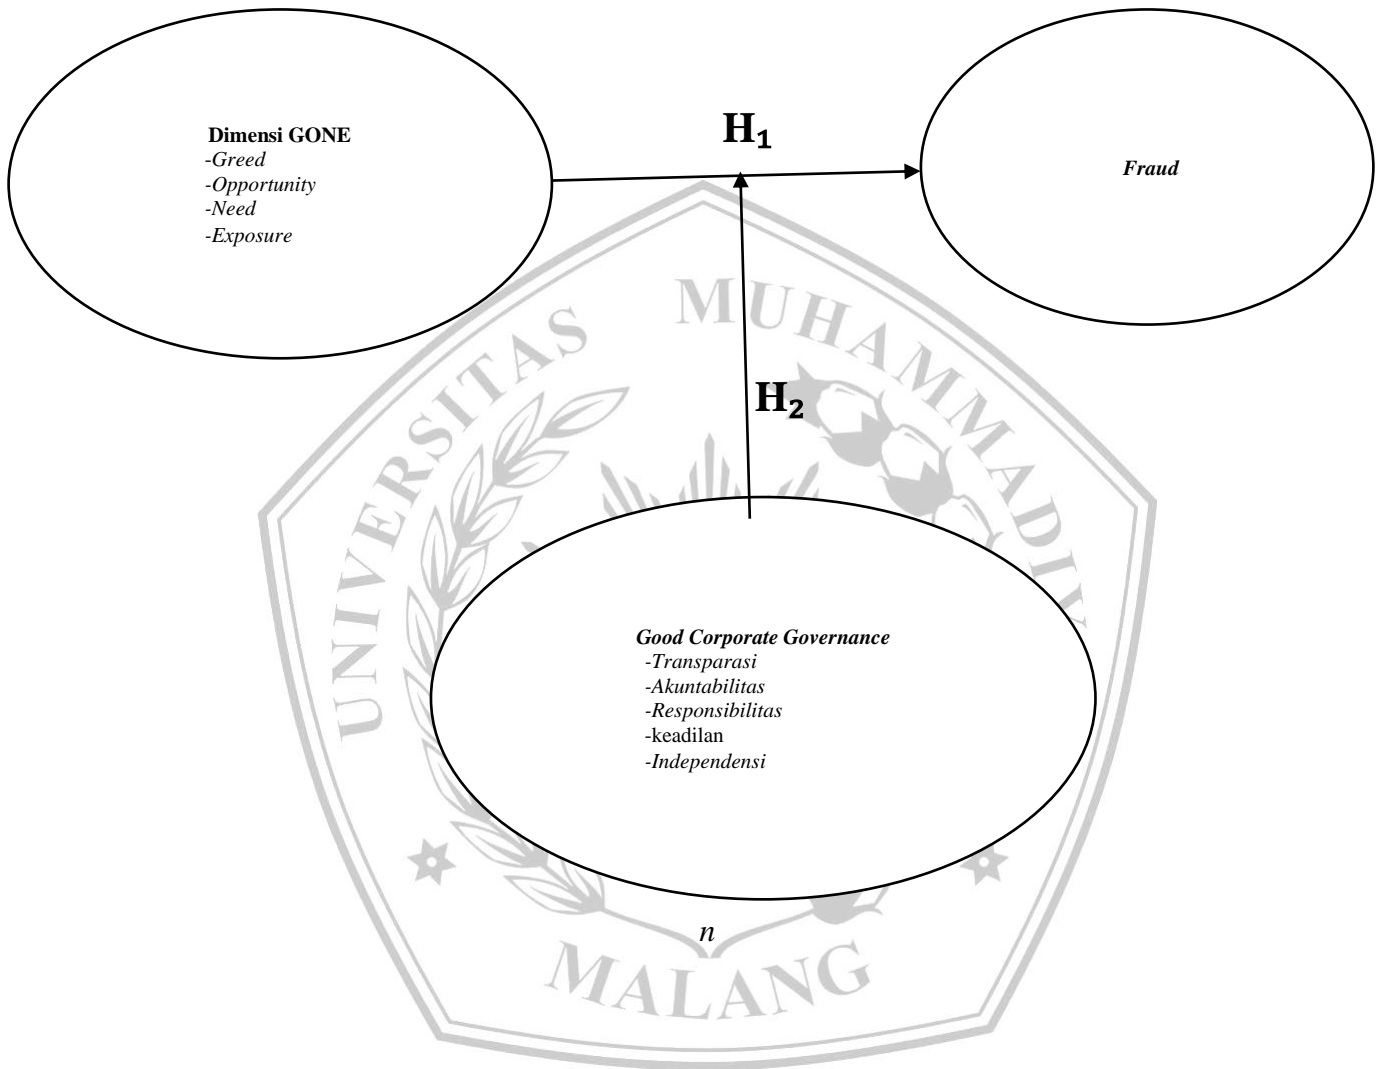 Dimensi GONE
-Greed
-Opportunity
-Need
-Exposure
H₁
Fraud
H₂
Good Corporate Governance
-Transparasi
-Akuntabilitas
-Responsibilitas
-keadilan
-Independensi
n
UNIVERSITAS MUHAMMADIY
MALANG